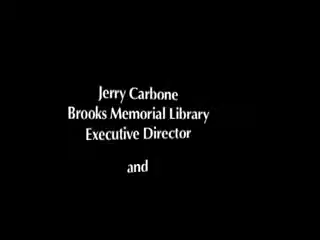 Jerry Carbone
Brooks Memorial Library
Executive Director
and